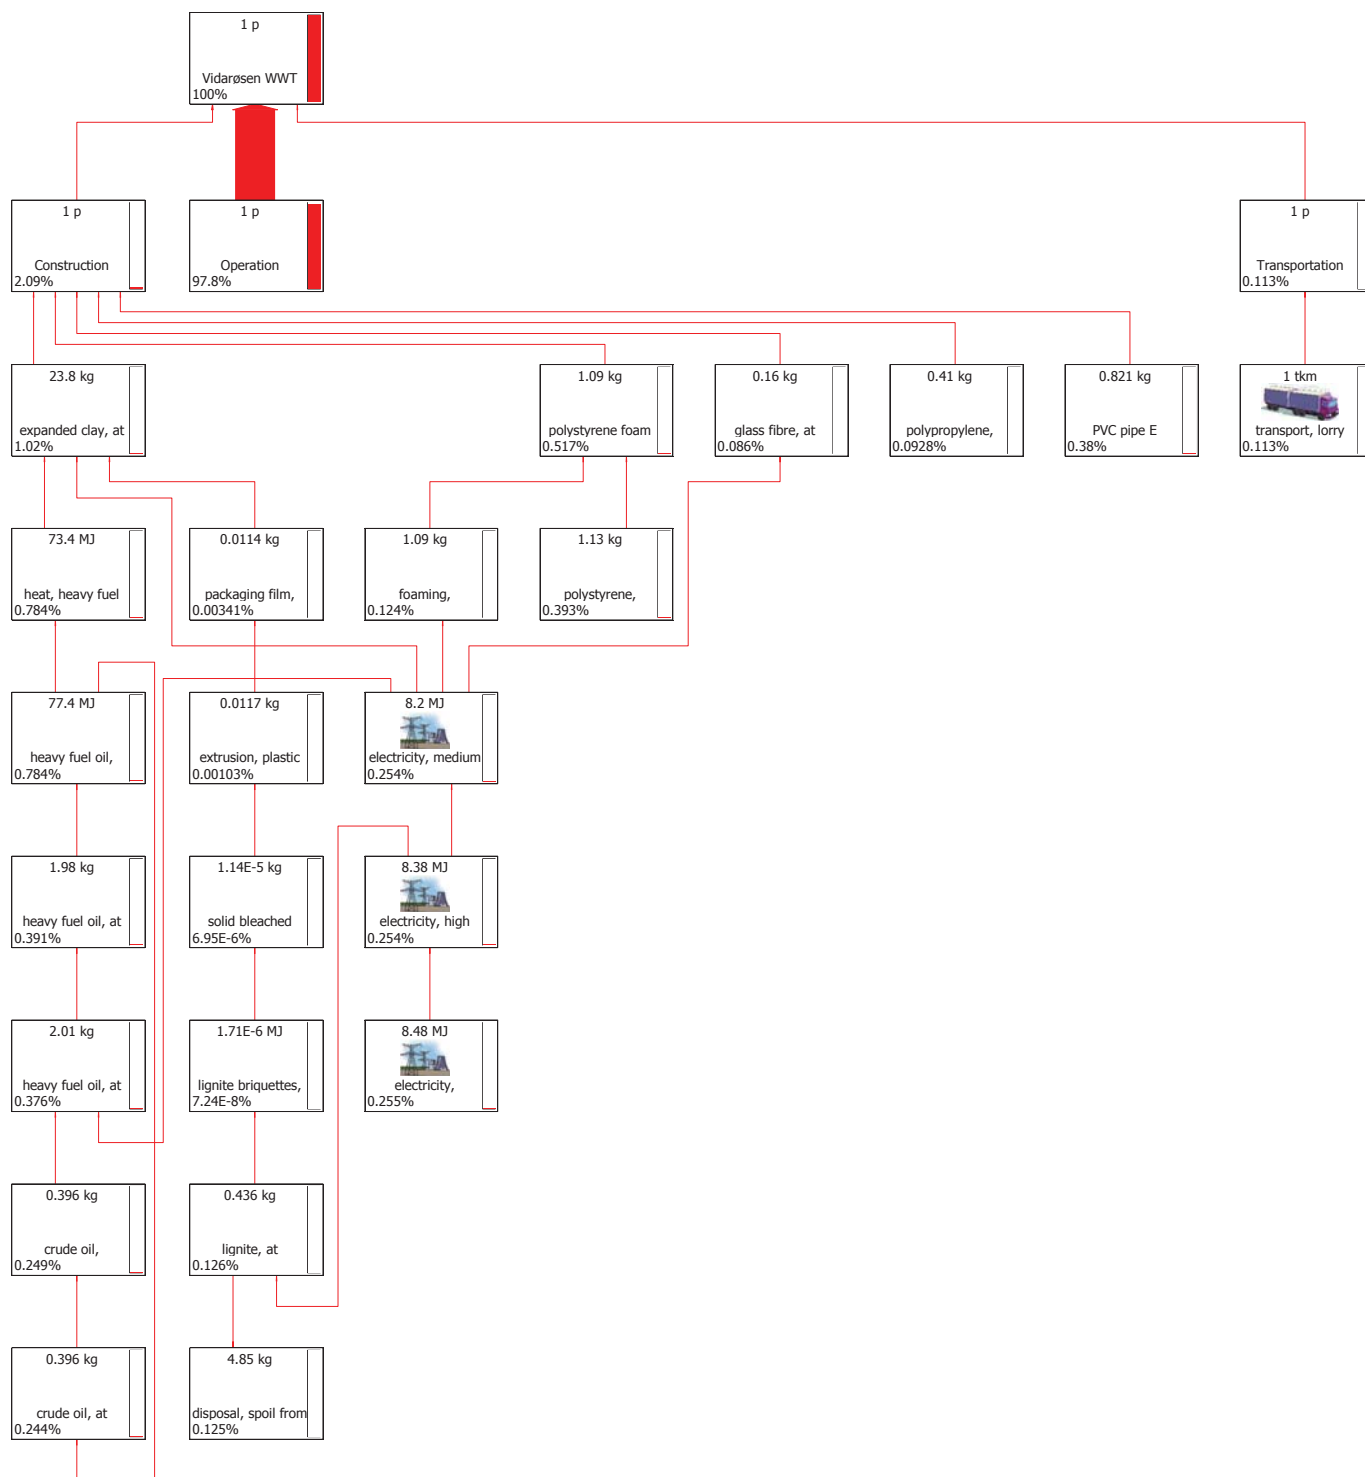 1 p
Vidarøsen WWT
100%
1 p
Construction
2.09%
1 p
Operation
97.8%
1 p
Transportation
0.113%
23.8 kg
expanded clay, at
1.02%
1.09 kg
polystyrene foam
0.517%
0.16 kg
glass fibre, at
0.086%
0.41 kg
polypropylene,
0.0928%
0.821 kg
PVC pipe E
0.38%
1 tkm
transport, lorry
0.113%
73.4 MJ
heat, heavy fuel
0.784%
0.0114 kg
packaging film,
0.00341%
1.09 kg
foaming,
0.124%
1.13 kg
polystyrene,
0.393%
77.4 MJ
heavy fuel oil,
0.784%
0.0117 kg
extrusion, plastic
0.00103%
8.2 MJ
electricity, medium
0.254%
1.98 kg
heavy fuel oil, at
0.391%
1.14E-5 kg
solid bleached
6.95E-6%
8.38 MJ
electricity, high
0.254%
2.01 kg
heavy fuel oil, at
0.376%
1.71E-6 MJ
lignite briquettes,
7.24E-8%
8.48 MJ
electricity,
0.255%
0.396 kg
crude oil,
0.249%
0.436 kg
lignite, at
0.126%
0.396 kg
crude oil, at
0.244%
4.85 kg
disposal, spoil from
0.125%